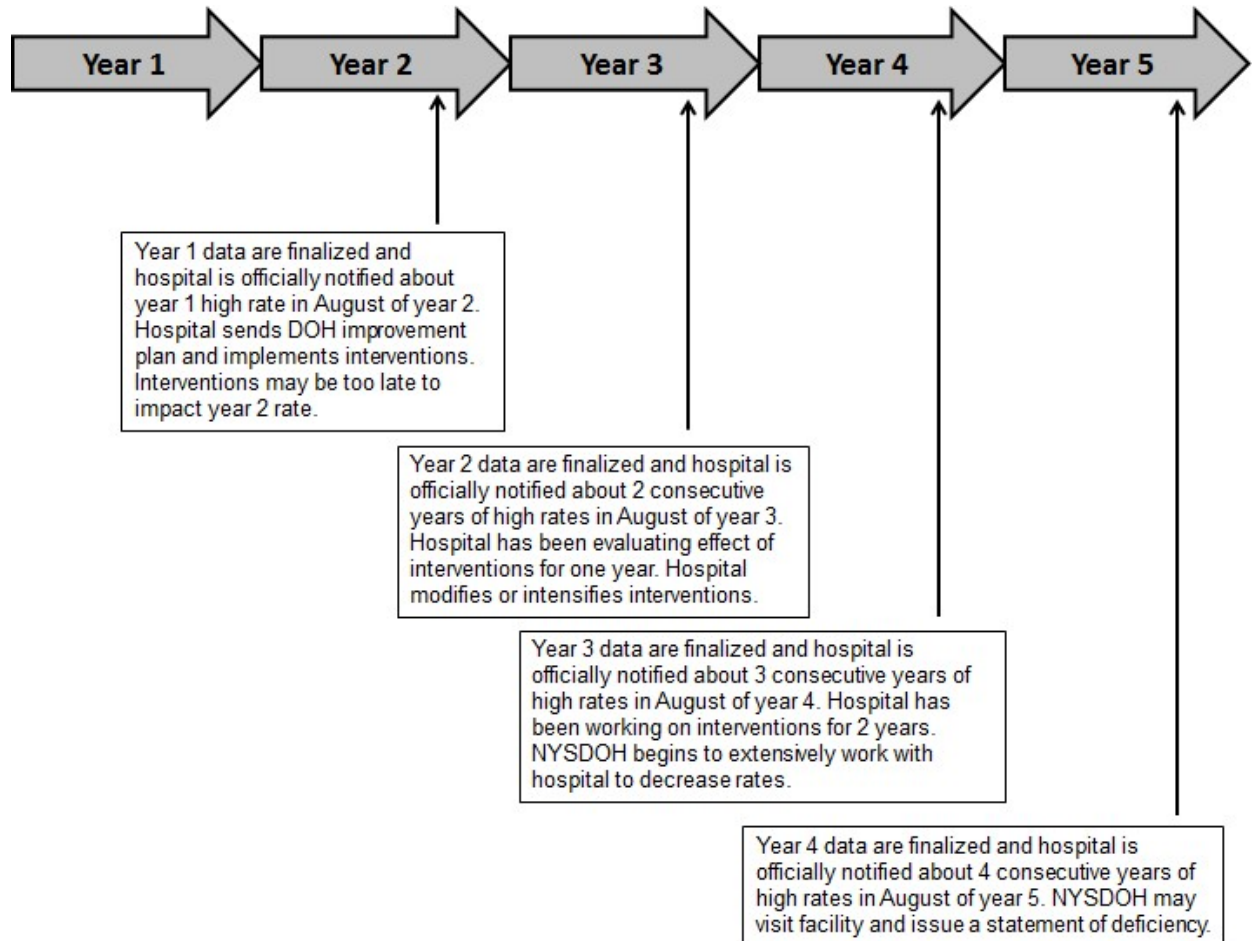 Year 1
Year 2
Year 3
Year 4
Year 5
Year 1 data are finalized and
hospital is officially notified about
year 1 high rate in August of year 2.
Hospital sends DOH improvement
plan and implements interventions.
Interventions may be too late to
impact year 2 rate.
Year 2 data are finalized and hospital is
officially notified about 2 consecutive
years of high rates in August of year 3.
Hospital has been evaluating effect of
interventions for one year. Hospital
modifies or intensifies interventions.
Year 3 data are finalized and hospital is
officially notified about 3 consecutive years of
high rates in August of year 4. Hospital has
been working on interventions for 2 years.
NYSDOH begins to extensively work with
hospital to decrease rates.
Year 4 data are finalized and hospital is
officially notified about 4 consecutive years of
high rates in August of year 5. NYSDOH may
visit facility and issue a statement of deficiency.